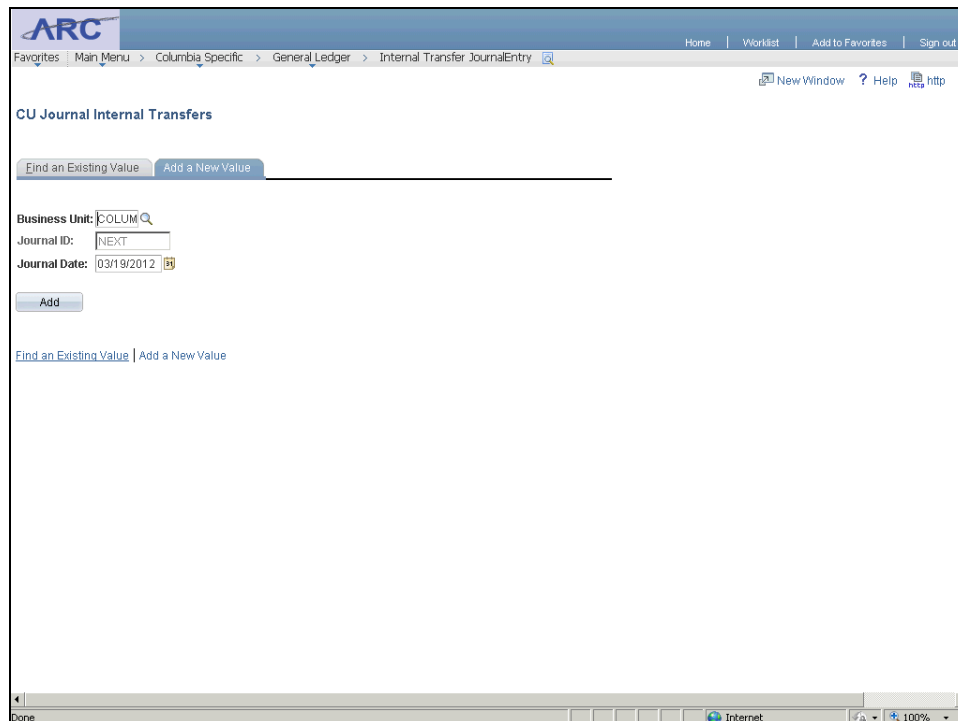 ARC
Home | Worklist | Add to Favorites | Sign out
Favorites Main Menu > Columbia Specific > General Ledger > Internal Transfer JournalEntry
New Window ? Help http
CU Journal Internal Transfers
Find an Existing Value Add a New Value
Business Unit: COLUM
Journal ID: NEXT
Journal Date: 03/19/2012
Add
Find an Existing Value | Add a New Value
Done Internet 100%